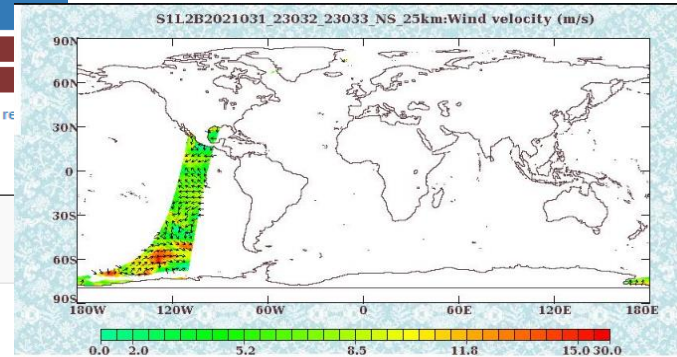 S1L2B2021031_23032_23033_NS_25km:Wind velocity (m/s)
re
90N
60N
30N
0
30S
60S
90S
180W 120W 60W 0 60E 120E 180E
0.0 2.0 5.2 8.5 11.8 15.0 30.0